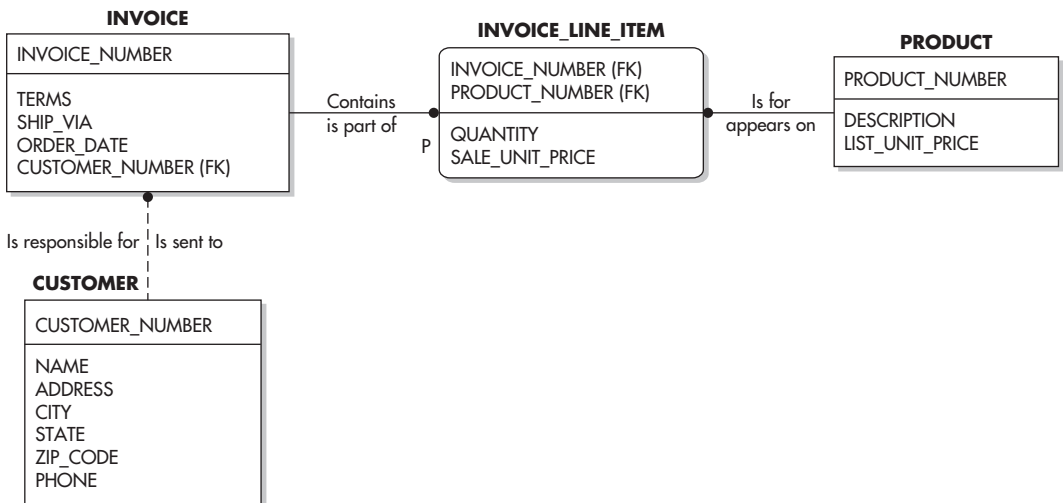 INVOICE
INVOICE_NUMBER
TERMS
SHIP_VIA
ORDER_DATE
CUSTOMER_NUMBER (FK)
Contains
is part of
P
INVOICE_LINE_ITEM
INVOICE_NUMBER (FK)
PRODUCT_NUMBER (FK)
QUANTITY
SALE_UNIT_PRICE
Is for
appears on
PRODUCT
PRODUCT_NUMBER
DESCRIPTION
LIST_UNIT_PRICE
Is responsible for
Is sent to
CUSTOMER
CUSTOMER_NUMBER
NAME
ADDRESS
CITY
STATE
ZIP_CODE
PHONE